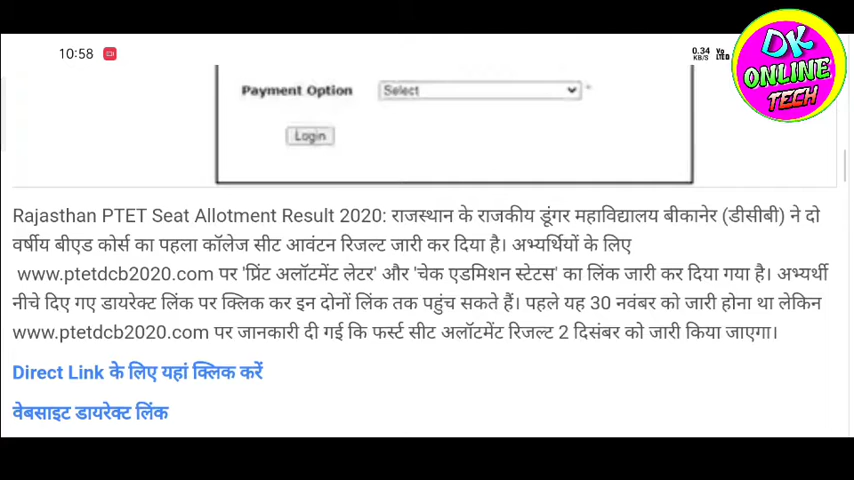 10:58
0.34
KB/S
Vo
LTE
DK
ONLINE
TECH
Payment Option Select *
Login
Rajasthan PTET Seat Allotment Result 2020: राजस्थान के राजकीय डूंगर महाविद्यालय बीकानेर (डीसीबी) ने दो
वर्षीय बीएड कोर्स का पहला कॉलेज सीट आवंटन रिजल्ट जारी कर दिया है। अभ्यर्थियों के लिए
www.ptetdcb2020.com पर 'प्रिंट अलॉटमेंट लेटर' और 'चेक एडमिशन स्टेटस' का लिंक जारी कर दिया गया है। अभ्यर्थी
नीचे दिए गए डायरेक्ट लिंक पर क्लिक कर इन दोनों लिंक तक पहुंच सकते हैं। पहले यह 30 नवंबर को जारी होना था लेकिन
www.ptetdcb2020.com पर जानकारी दी गई कि फर्स्ट सीट अलॉटमेंट रिजल्ट 2 दिसंबर को जारी किया जाएगा।
Direct Link के लिए यहां क्लिक करें
वेबसाइट डायरेक्ट लिंक